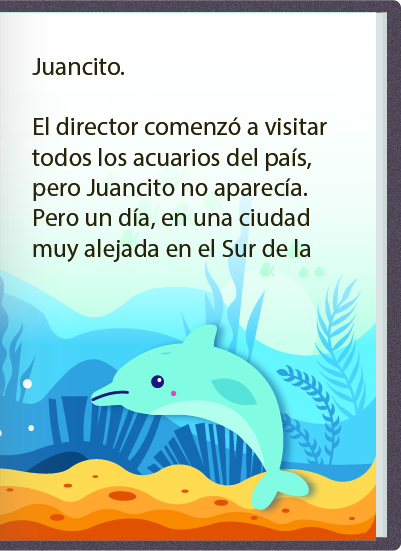 Juancito.
El director comenzó a visitar
todos los acuarios del país,
pero Juancito no aparecía.
Pero un día, en una ciudad
muy alejada en el Sur de la